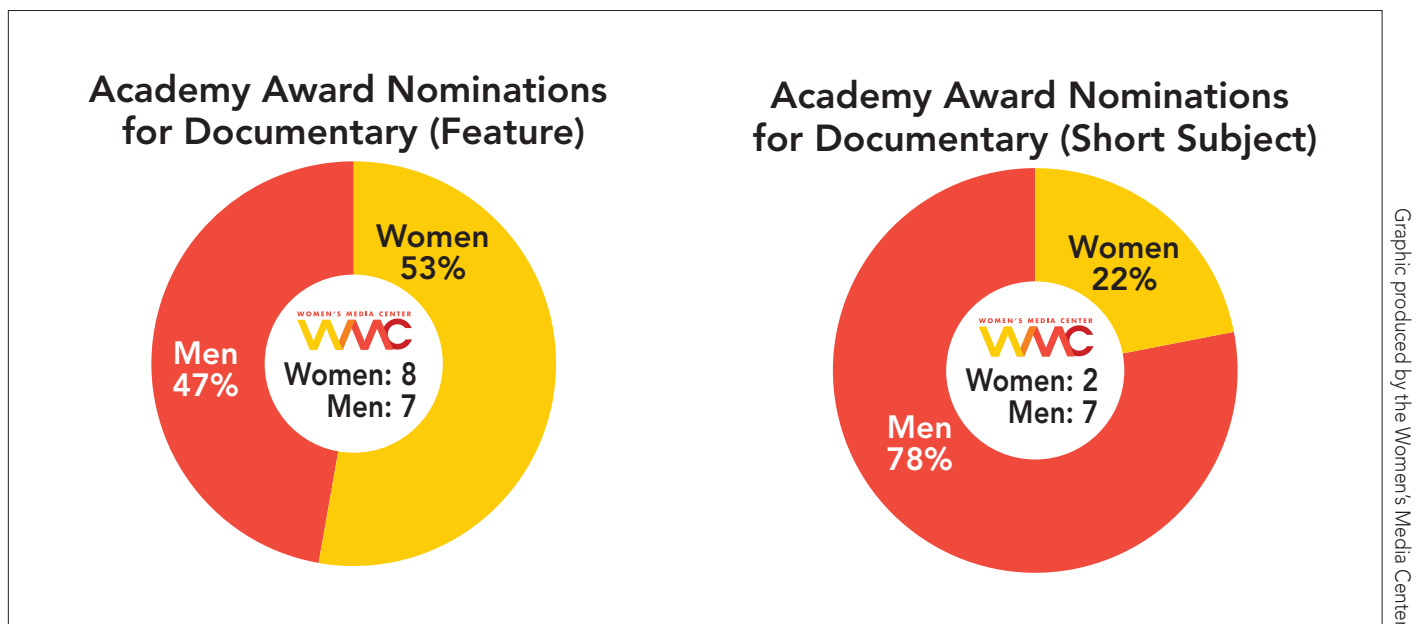 Academy Award Nominations
for Documentary (Feature)
Women
53%
Men
47%
WOMEN'S MEDIA CENTER
WMC
Women: 8
Men: 7
Academy Award Nominations
for Documentary (Short Subject)
Women
22%
Men
78%
WOMEN'S MEDIA CENTER
WMC
Women: 2
Men: 7
Graphic produced by the Women’s Media Center